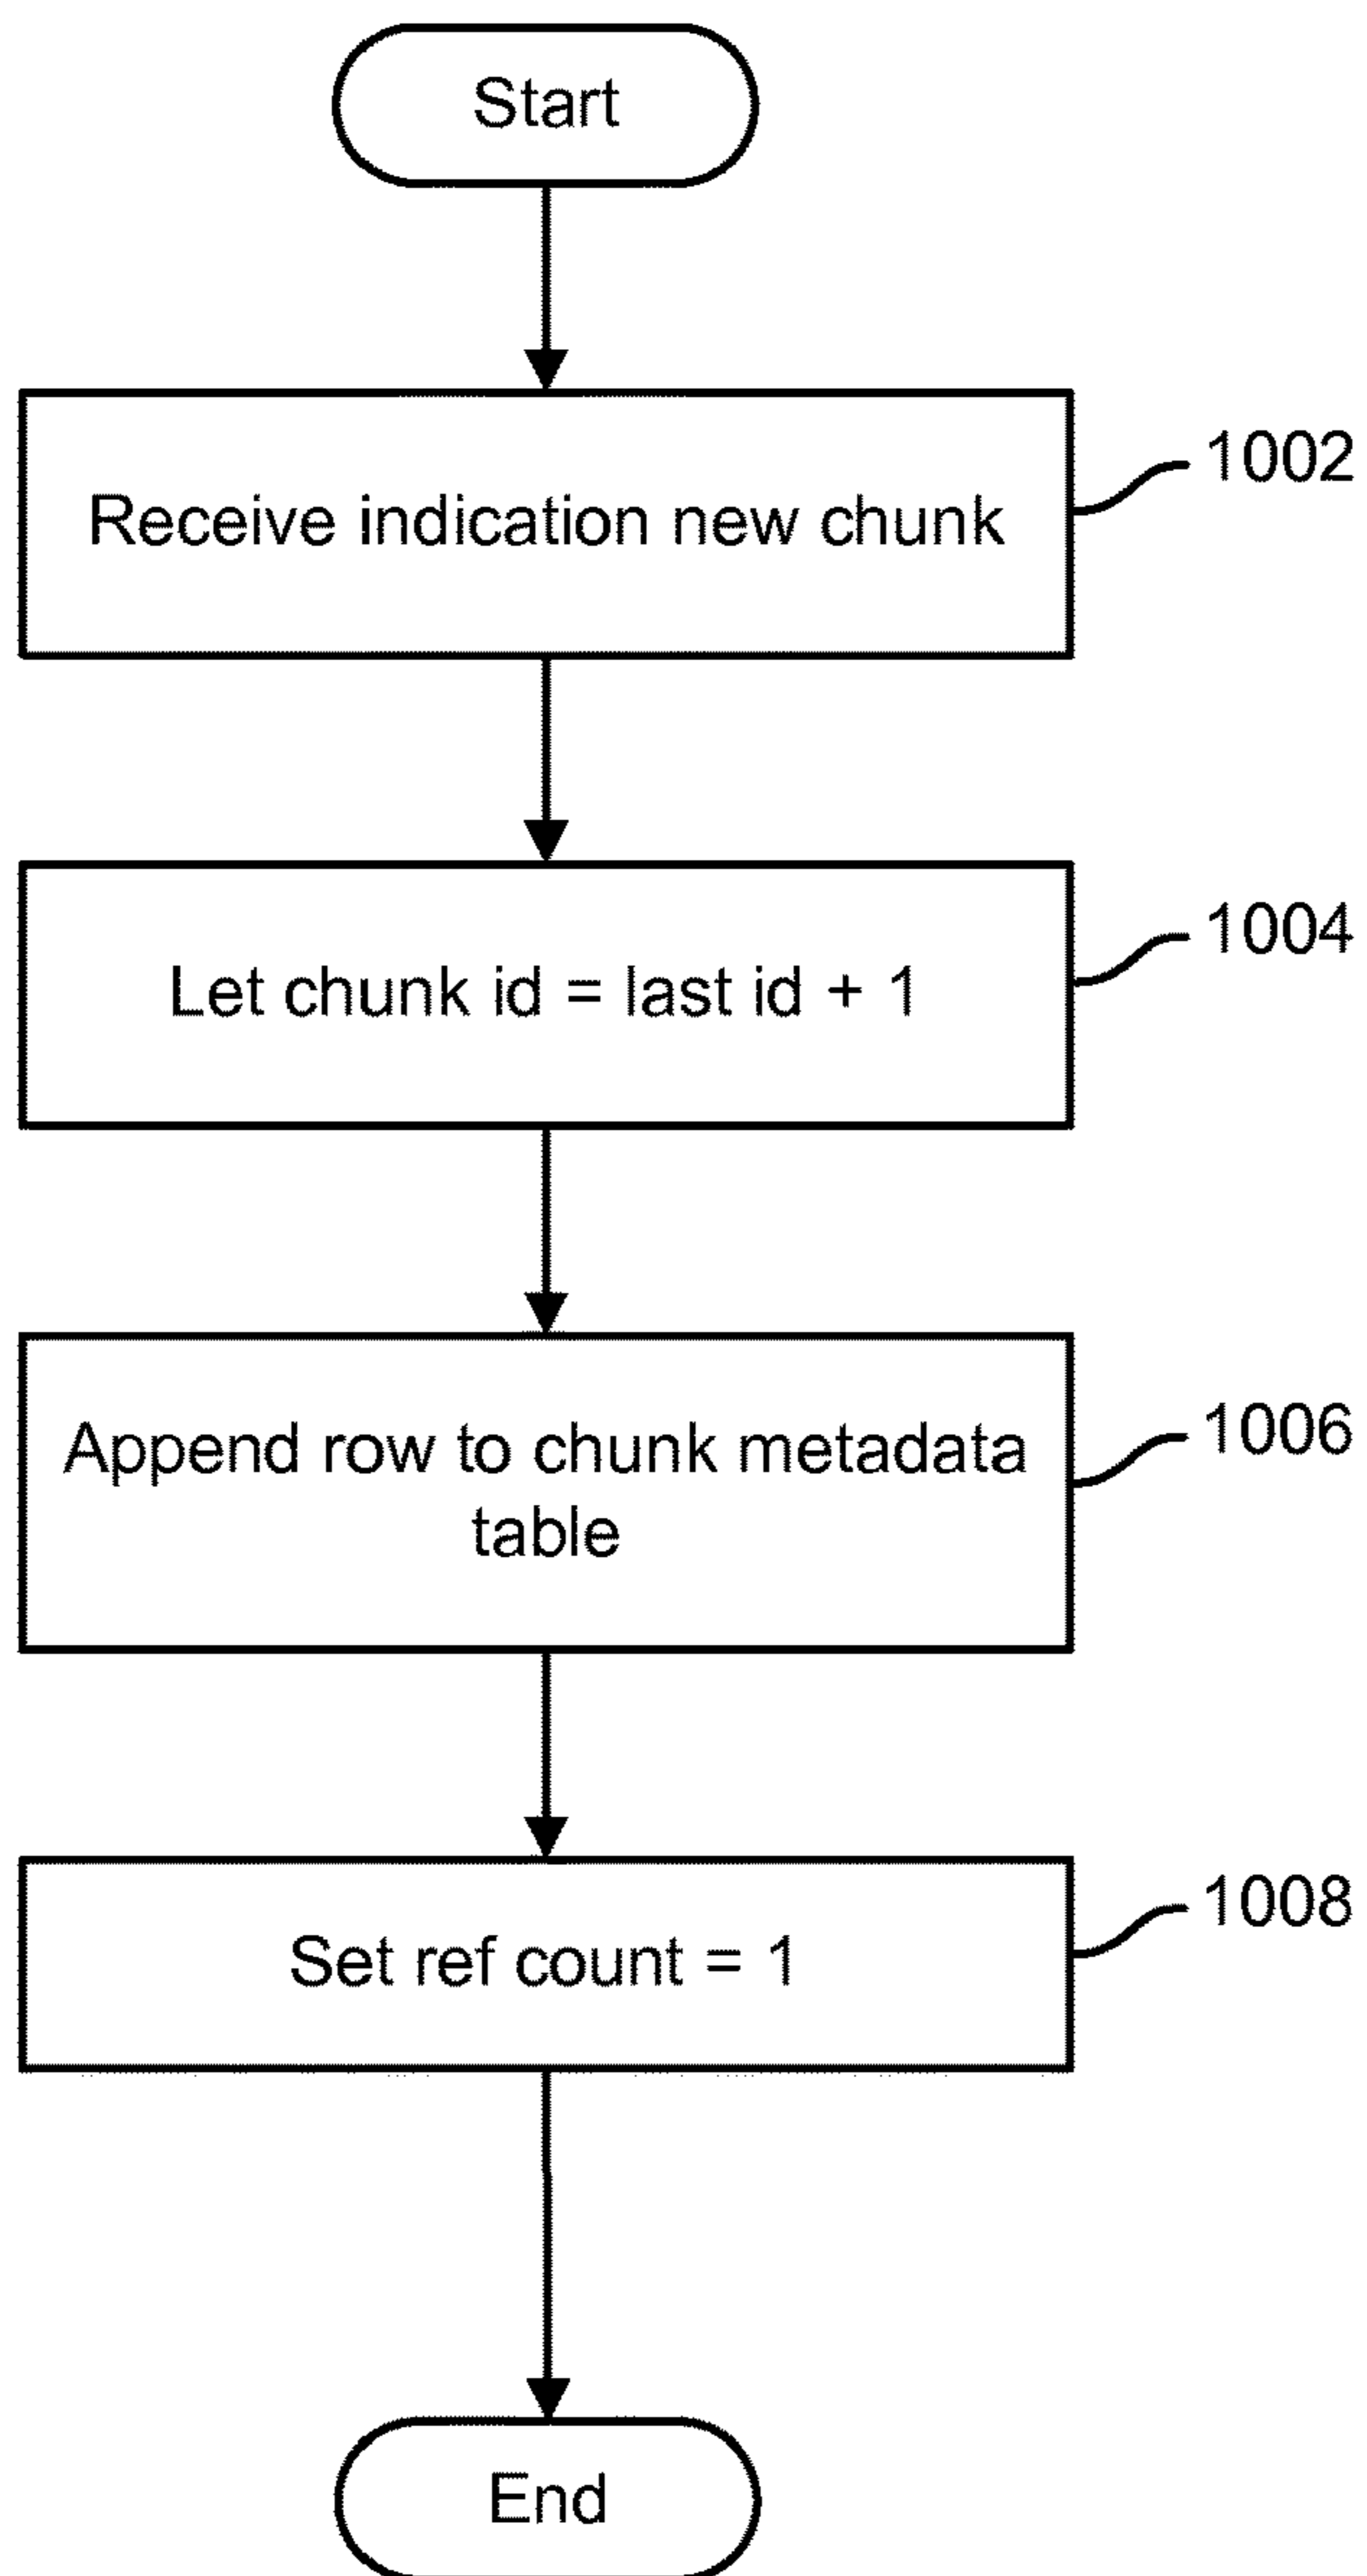 Start
Receive indication new chunk
1002
Let chunk id = last id + 1
1004
Append row to chunk metadata
table
1006
Set ref count = 1
1008
End